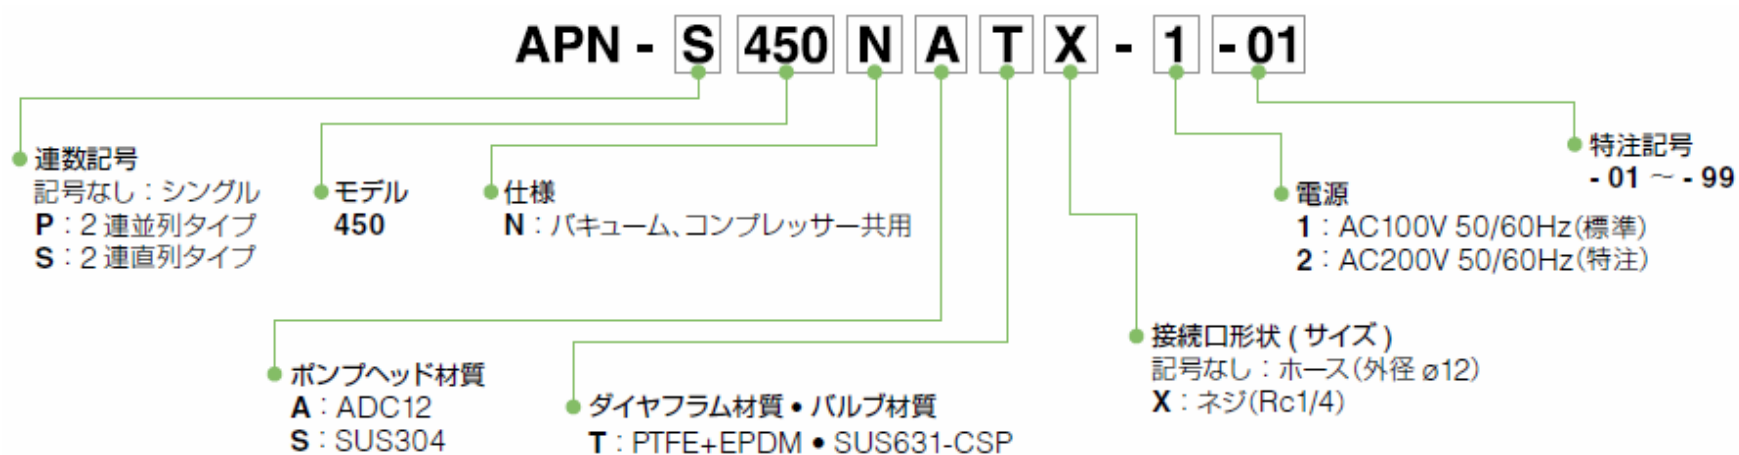 APN - S 450 N A T X - 1 - 01
連数記号
記号なし：シングル
P：2 連並列タイプ
S：2 連直列タイプ
モデル
450
仕様
N：バキューム、コンプレッサー共用
特注記号
- 01 ～ - 99
電源
1：AC100V 50/60Hz（標準）
2：AC200V 50/60Hz（特注）
ポンプヘッド材質
A：ADC12
S：SUS304
ダイヤフラム材質 • バルブ材質
T：PTFE+EPDM • SUS631-CSP
接続口形状 ( サイズ )
記号なし：ホース（外径 ø12）
X：ネジ（Rc1/4）